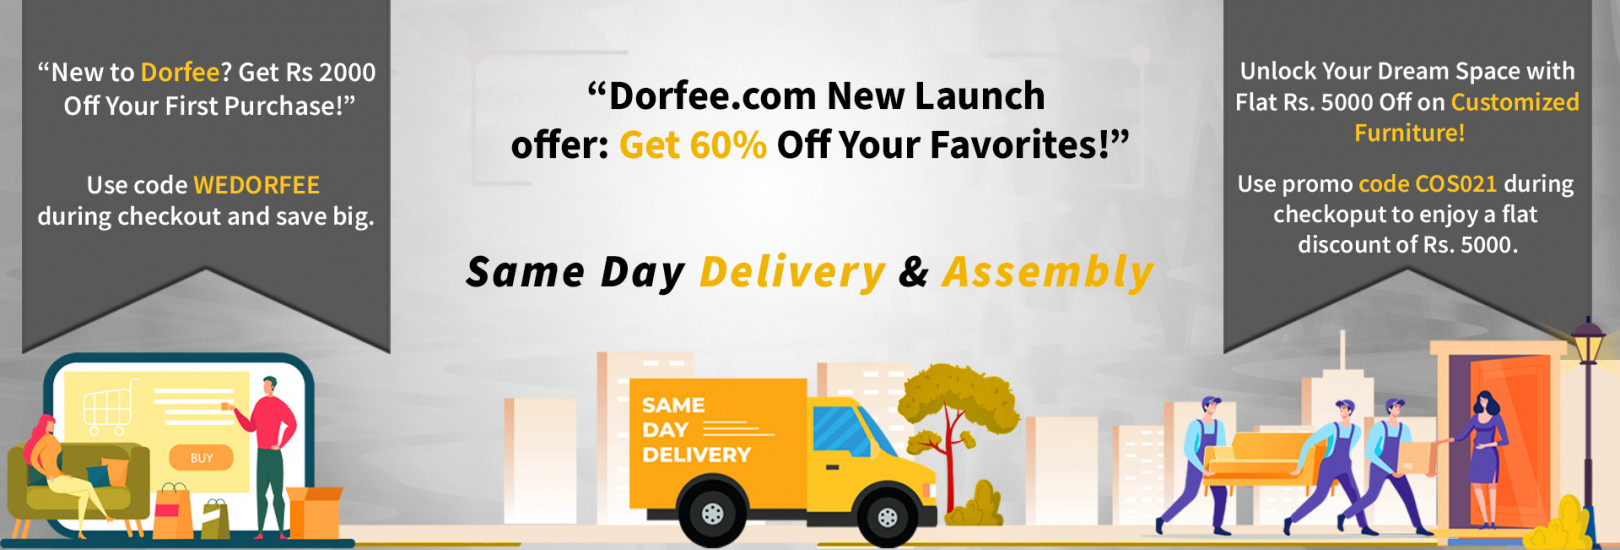 “New to Dorfee? Get Rs 2000
Off Your First Purchase!”
Use code WEDORFEE
during checkout and save big.
“Dorfee.com New Launch
offer: Get 60% Off Your Favorites!”
Same Day Delivery & Assembly
Unlock Your Dream Space with
Flat Rs. 5000 Off on Customized
Furniture!
Use promo code COS021 during
checkoput to enjoy a flat
discount of Rs. 5000.
BUY
SAME
DAY
DELIVERY